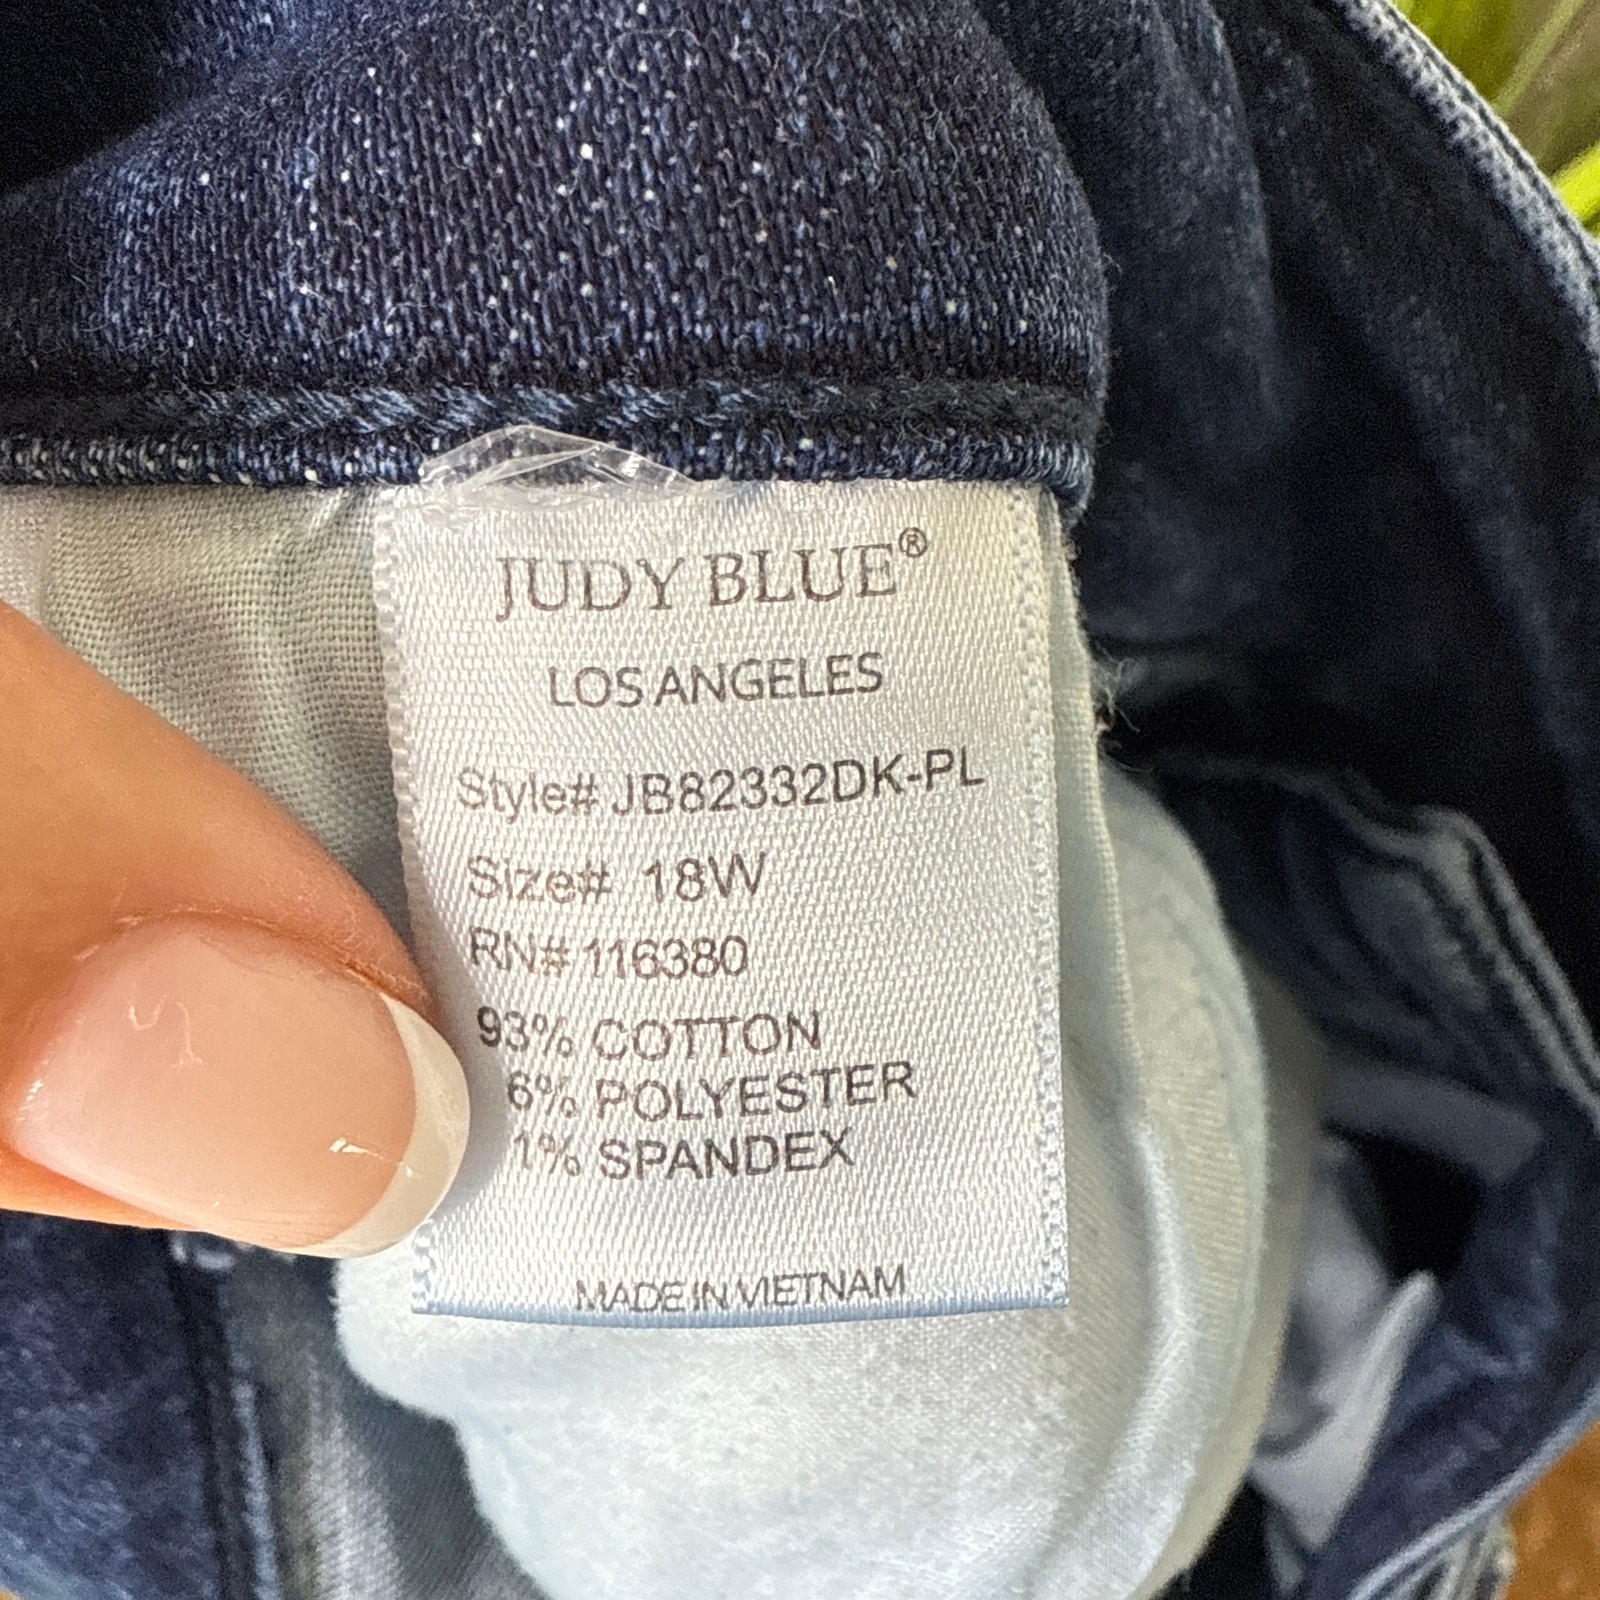 JUDY BLUE®
LOS ANGELES
Style# JB82332DK-PL
Size# 18W
RN# 116380
93% COTTON
6% POLYESTER
1% SPANDEX
MADE IN VIETNAM